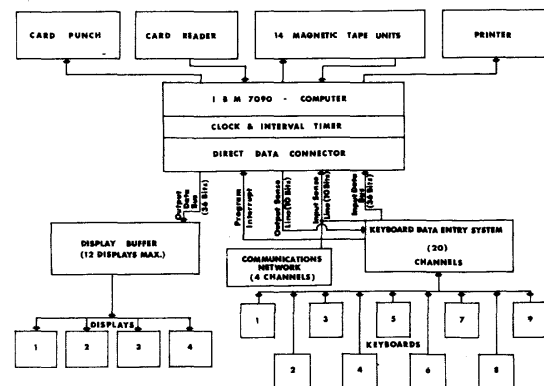 CARD PUNCH
CARD READER
14 MAGNETIC TAPE UNITS
PRINTER
I B M 7090 - COMPUTER
CLOCK & INTERVAL TIMER
DIRECT DATA CONNECTOR
Output
Data
Bus
(36 Bits)
Program
Interrupt
Output Sense
Line(10 Bits)
Input Sense
Line(10 Bits)
Input Data
Bus
(36 Bits)
DISPLAY BUFFER
(12 DISPLAYS MAX.)
COMMUNICATIONS
NETWORK
(4 CHANNELS)
KEYBOARD DATA ENTRY SYSTEM
(20)
CHANNELS
DISPLAYS
1
2
3
4
KEYBOARDS
1
3
5
7
9
2
4
6
8